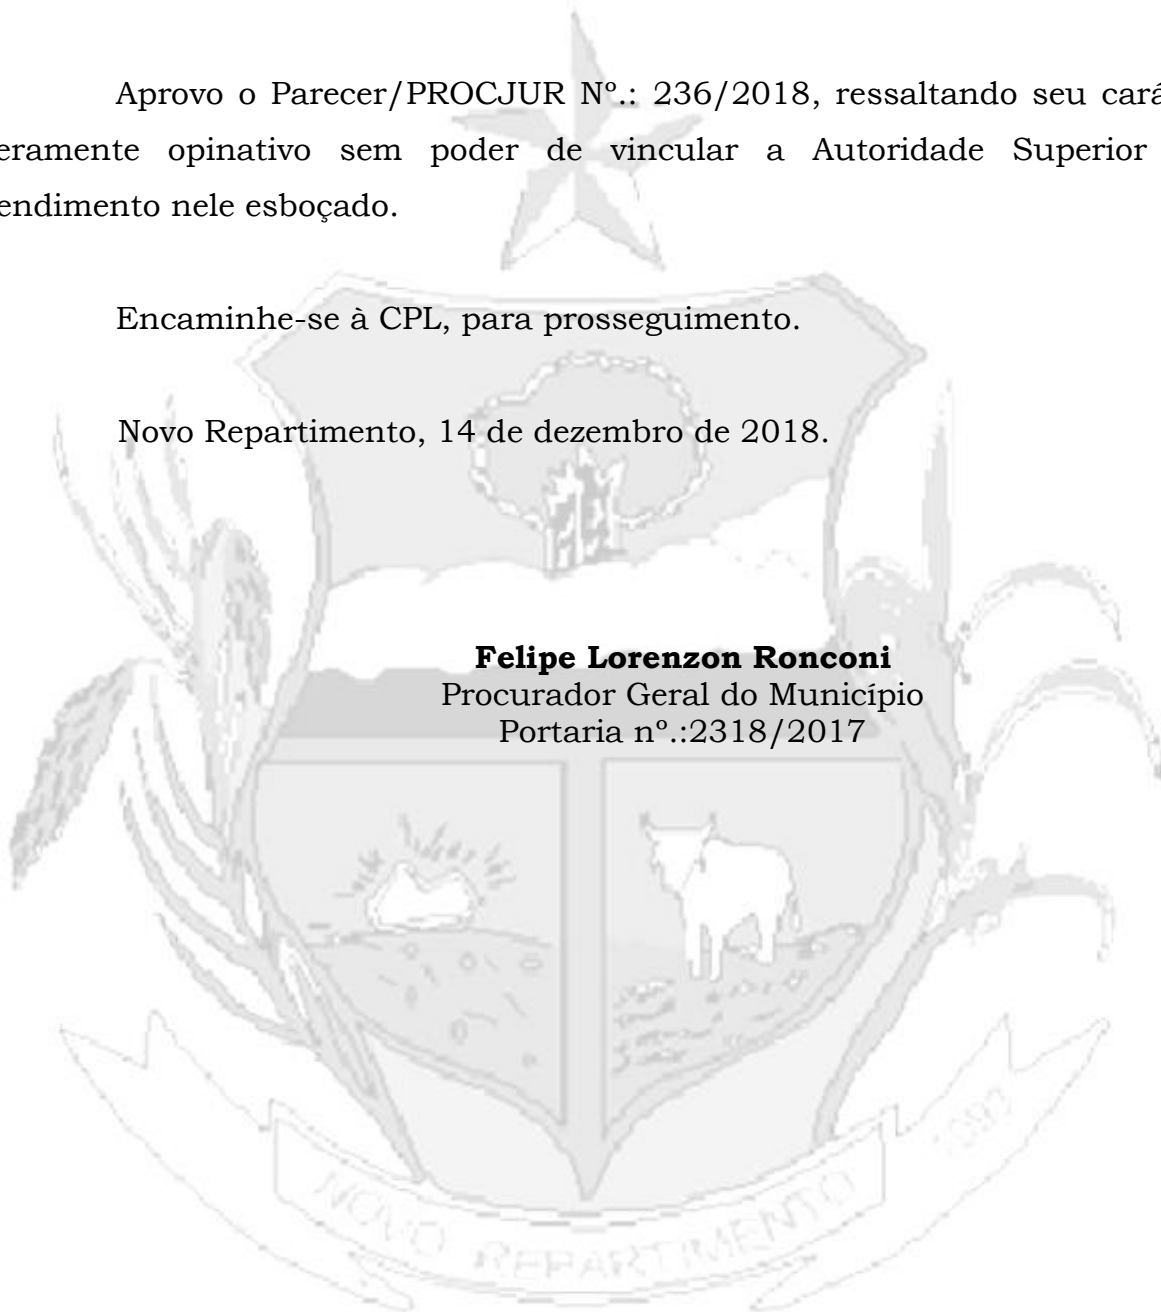 Aprovo o Parecer/PROCJUR Nº.: 236/2018, ressaltando seu cará
eramente opinativo sem poder de vincular a Autoridade Superior
endimento nele esboçado.
Encaminhe-se à CPL, para prosseguimento.
Novo Repartimento, 14 de dezembro de 2018.
Felipe Lorenzon Ronconi
Procurador Geral do Município
Portaria nº.:2318/2017
NOVO REPARTIMENTO